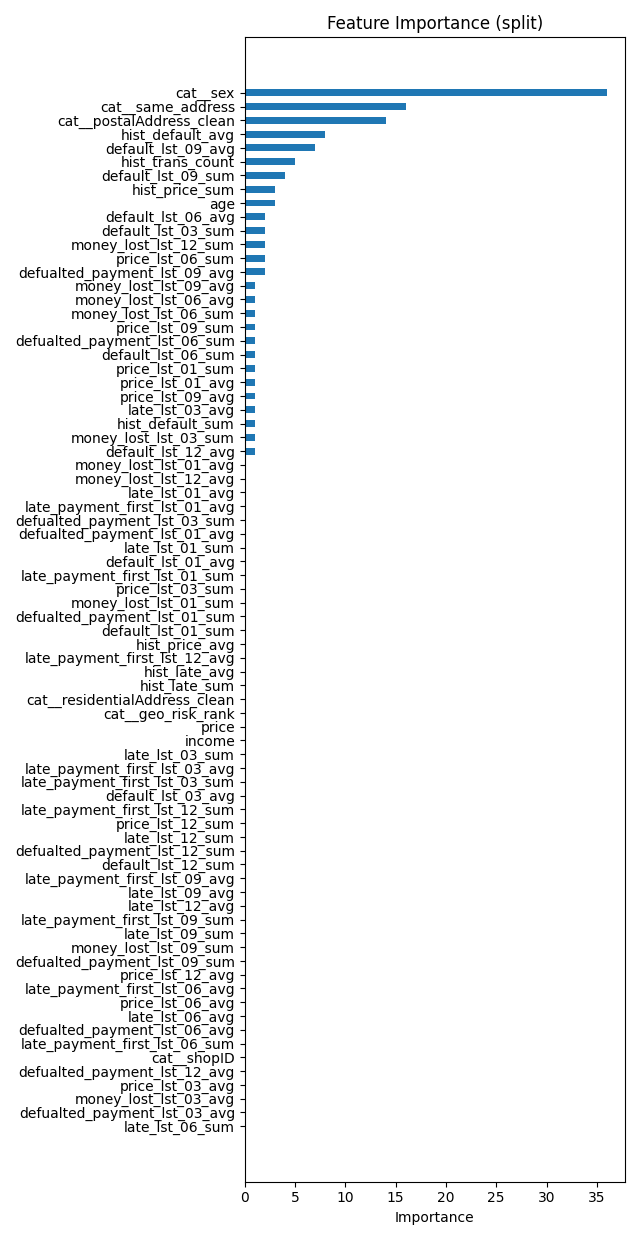 Feature Importance (split)
cat__sex
cat__same_address
cat__postalAddress_clean
hist_default_avg
default_lst_09_avg
hist_trans_count
default_lst_09_sum
hist_price_sum
age
default_lst_06_avg
default_lst_03_sum
money_lost_lst_12_sum
price_lst_06_sum
defualted_payment_lst_09_avg
money_lost_lst_09_avg
money_lost_lst_06_avg
money_lost_lst_06_sum
price_lst_09_sum
defualted_payment_lst_06_sum
default_lst_06_sum
price_lst_01_sum
price_lst_01_avg
price_lst_09_avg
late_lst_03_avg
hist_default_sum
money_lost_lst_03_sum
default_lst_12_avg
money_lost_lst_01_avg
money_lost_lst_12_avg
late_lst_01_avg
late_payment_first_lst_01_avg
defualted_payment_lst_03_sum
defualted_payment_lst_01_avg
late_lst_01_sum
default_lst_01_avg
late_payment_first_lst_01_sum
price_lst_03_sum
money_lost_lst_01_sum
defualted_payment_lst_01_sum
default_lst_01_sum
hist_price_avg
late_payment_first_lst_12_avg
hist_late_avg
hist_late_sum
cat__residentialAddress_clean
cat__geo_risk_rank
price
income
late_lst_03_sum
late_payment_first_lst_03_avg
late_payment_first_lst_03_sum
default_lst_03_avg
late_payment_first_lst_12_sum
price_lst_12_sum
late_lst_12_sum
defualted_payment_lst_12_sum
default_lst_12_sum
late_payment_first_lst_09_avg
late_lst_09_avg
late_lst_12_avg
late_payment_first_lst_09_sum
late_lst_09_sum
money_lost_lst_09_sum
defualted_payment_lst_09_sum
price_lst_12_avg
late_payment_first_lst_06_avg
price_lst_06_avg
late_lst_06_avg
defualted_payment_lst_06_avg
late_payment_first_lst_06_sum
cat__shopID
defualted_payment_lst_12_avg
price_lst_03_avg
money_lost_lst_03_avg
defualted_payment_lst_03_avg
late_lst_06_sum
0 5 10 15 20 25 30 35
Importance